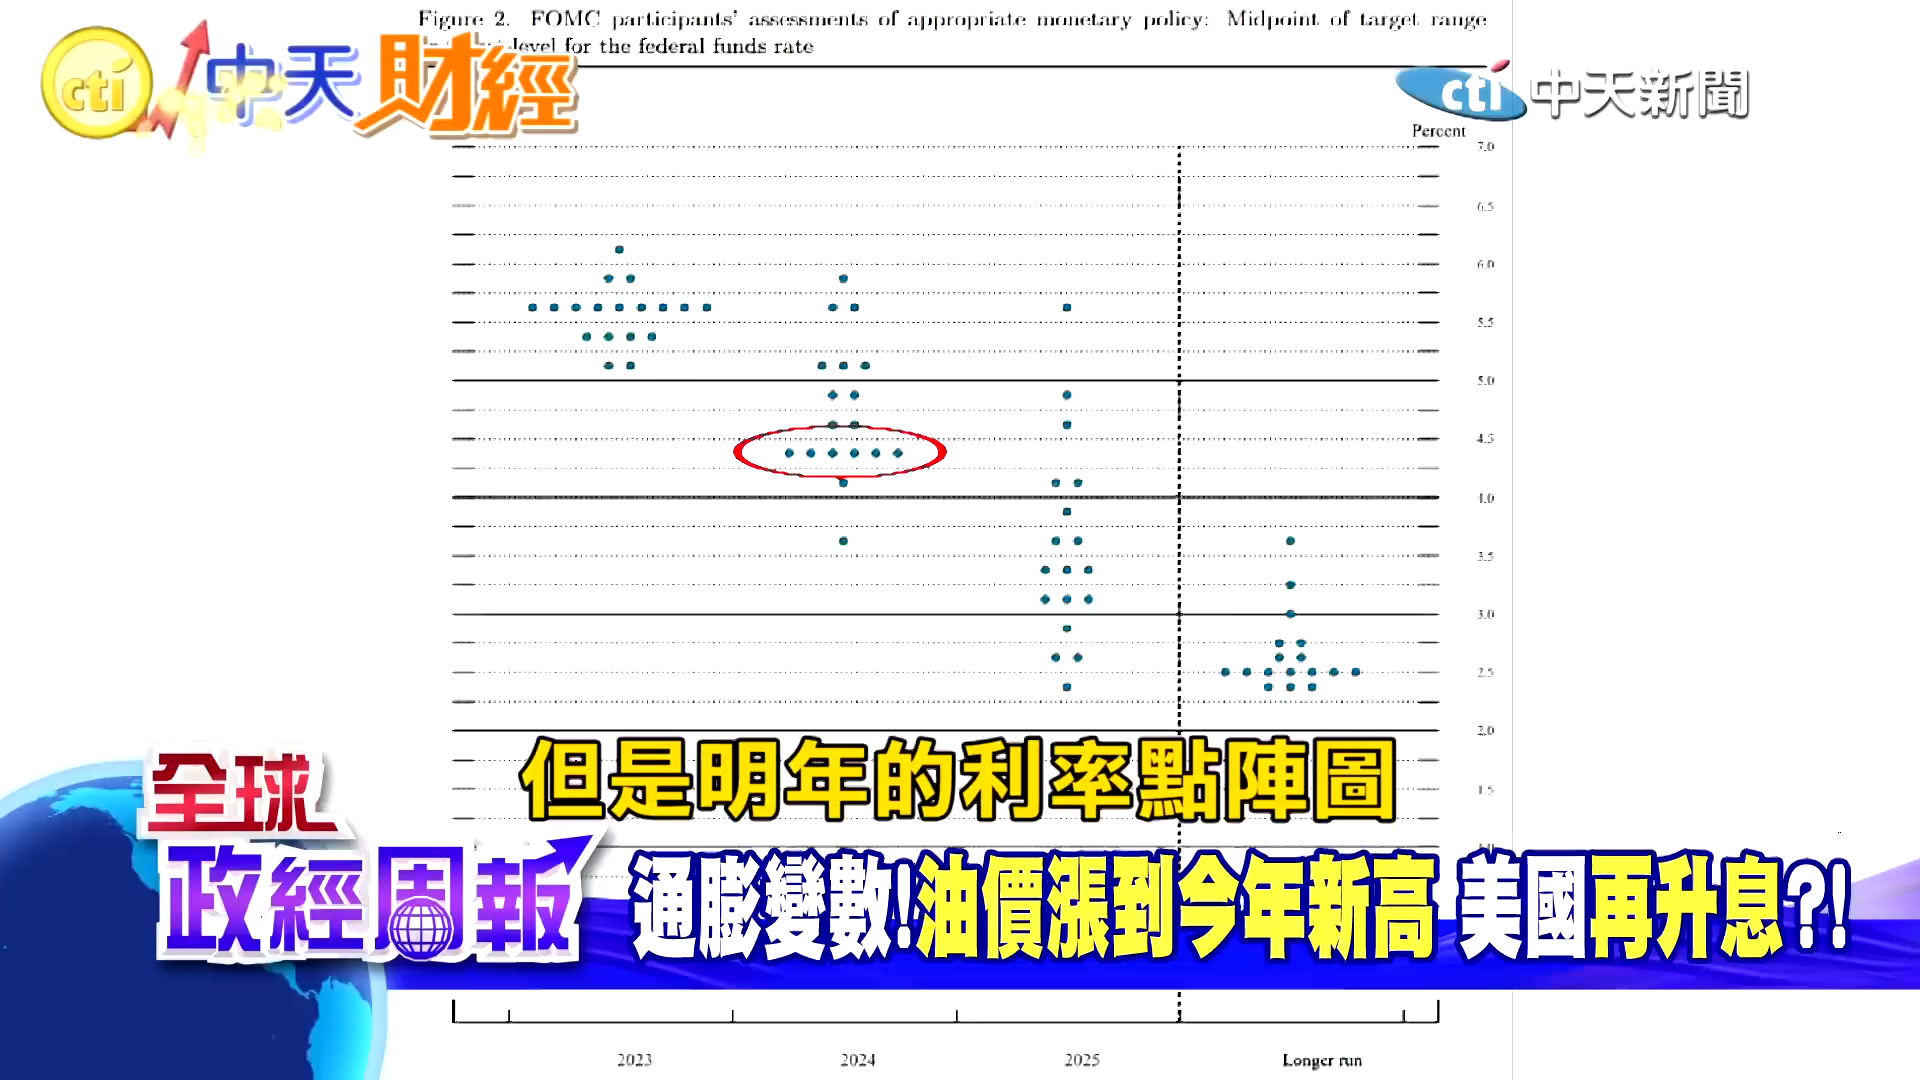 Figure 2. FOMC participants' assessments of appropriate monetary policy: Midpoint of target range
level for the federal funds rate
cti 中天財經
cti 中天新聞
Percent
7.0
6.5
6.0
5.5
5.0
4.5
4.0
3.5
3.0
2.5
2.0
1.5
但是明年的利率點陣圖
全球
政經周報
通膨變數!油價漲到今年新高 美國再升息?!
2023 2024 2025 Longer run